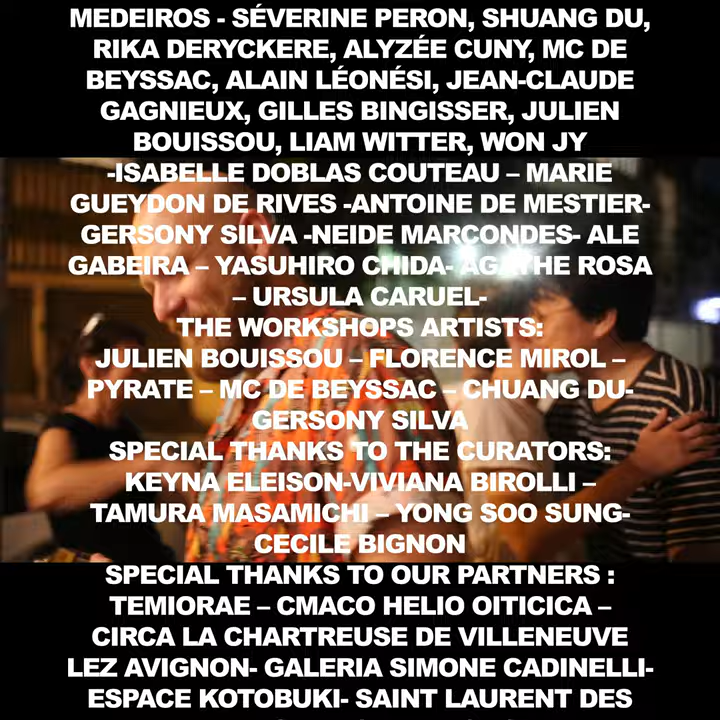 MEDEIROS - SÉVERINE PERON, SHUANG DU,
RIKA DERYCKERE, ALYZÉE CUNY, MC DE
BEYSSAC, ALAIN LÉONÉSI, JEAN-CLAUDE
GAGNIEUX, GILLES BINGISSER, JULIEN
BOUISSOU, LIAM WITTER, WON JY
-ISABELLE DOBLAS COUTEAU – MARIE
GUEYDON DE RIVES -ANTOINE DE MESTIER-
GERSONY SILVA -NEIDE MARCONDES- ALE
GABEIRA – YASUHIRO CHIDA- AGATHE ROSA
– URSULA CARUEL-
THE WORKSHOPS ARTISTS:
JULIEN BOUISSOU – FLORENCE MIROL –
PYRATE – MC DE BEYSSAC – CHUANG DU-
GERSONY SILVA
SPECIAL THANKS TO THE CURATORS:
KEYNA ELEISON-VIVIANA BIROLLI –
TAMURA MASAMICHI – YONG SOO SUNG-
CECILE BIGNON
SPECIAL THANKS TO OUR PARTNERS :
TEMIORAE – CMACO HELIO OITICICA –
CIRCA LA CHARTREUSE DE VILLENEUVE
LEZ AVIGNON- GALERIA SIMONE CADINELLI-
ESPACE KOTOBUKI- SAINT LAURENT DES